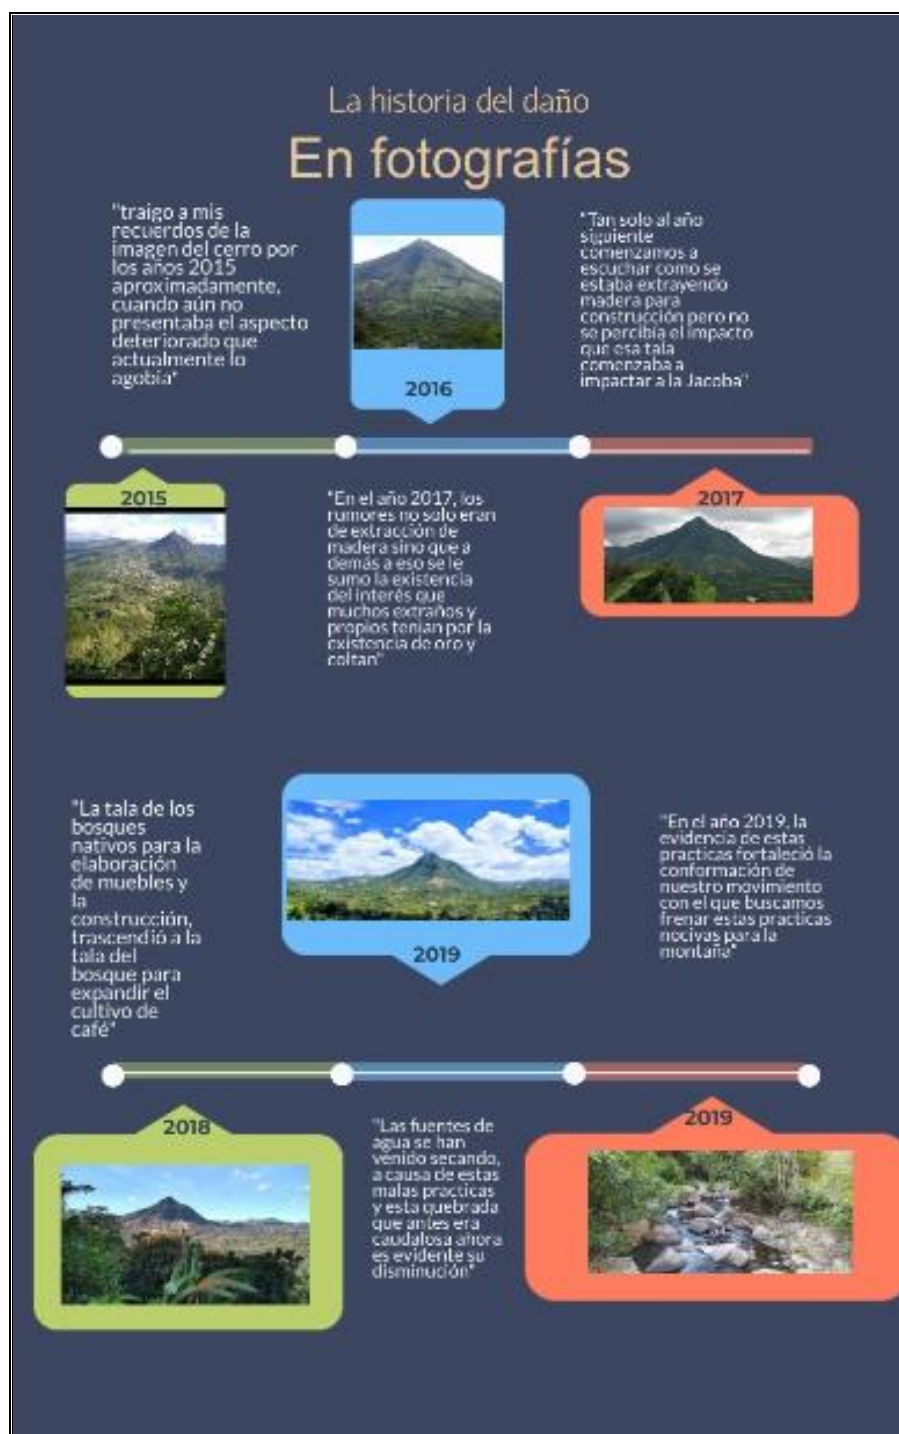 La historia del daño
En fotografías
"traigo a mis
recuerdos de la
imagen del cerro por
los años 2015
aproximadamente,
cuando aún no
presentaba el aspecto
deteriorado que
actualmente lo
agobia"
2016
"Tan solo al año
siguiente
comenzamos a
escuchar como se
estaba extrayendo
madera para
construcción pero no
se percibia el impacto
que esa tala
comenzaba a
impactar a la Jacoba"
2015
"En el año 2017, los
rumores no solo eran
de extracción de
madera sino que a
demás a eso se le
sumo la existencia
del interés que
muchos extraños y
propios tenian por la
existencia de oro y
coltan"
2017
"La tala de los
bosques
nativos para la
elaboración
de muebles y
la
construcción,
trascendió a la
tala del
bosque para
expandir el
cultivo de
café"
2019
"En el año 2019, la
evidencia de estas
practicas fortaleció la
conformación de
nuestro movimiento
con el que buscamos
frenar estas practicas
nocivas para la
montaña"
2018
"Las fuentes de
agua se han
venido secando,
a causa de estas
malas practicas
y esta quebrada
que antes era
caudalosa ahora
es evidente su
disminución"
2019